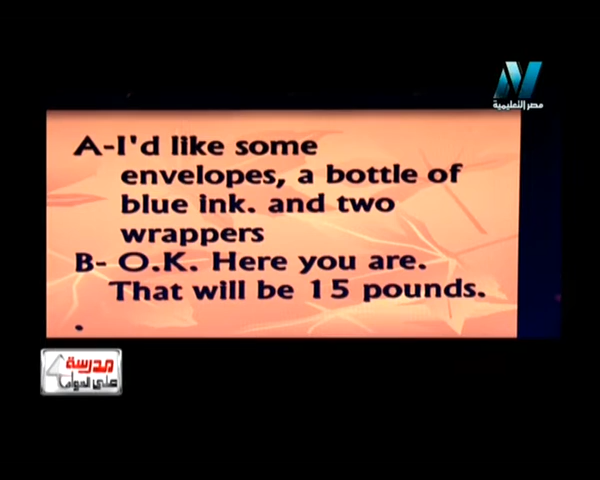 مصر التعليمية
A-I'd like some
envelopes, a bottle of
blue ink. and two
wrappers
B- O.K. Here you are.
That will be 15 pounds.
.
مدرسة
على الهواء